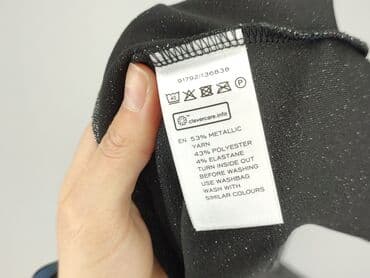 91792/136838
P
clevercare.info
EN 53% METALLIC
YARN
43% POLYESTER
4% ELASTANE
TURN INSIDE OUT
BEFORE WASHING
USE WASHBAG
WASH WITH
SIMILAR COLOURS